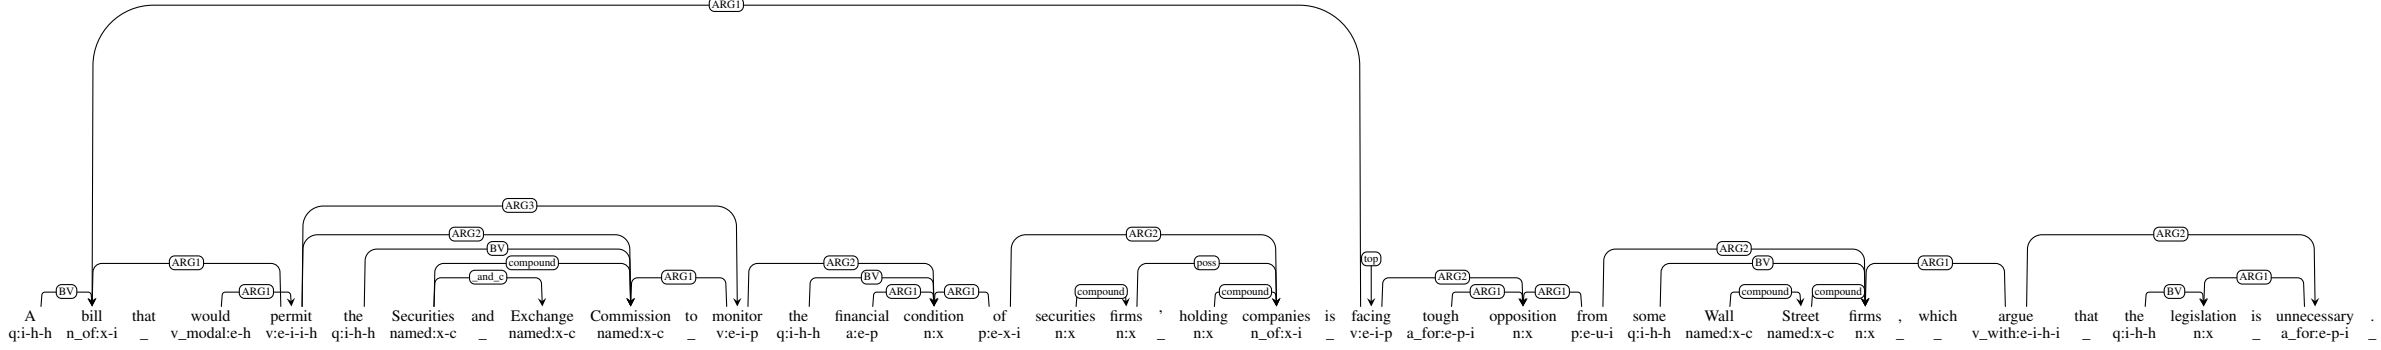 ARG1
ARG3
ARG2 ARG2 ARG2
BV ARG2
ARG1 compound ARG1 ARG2 poss top BV ARG1
_and_c BV ARG2 ARG1
BV ARG1 ARG1 ARG1 compound compound ARG1 ARG1 compound compound BV
A bill that would permit the Securities and Exchange Commission to monitor the financial condition of securities firms ' holding companies is facing tough opposition from some Wall Street firms , which argue that the legislation is unnecessary .
q:i-h-h n_of:x-i _ v_modal:e-h v:e-i-i-h q:i-h-h named:x-c _ named:x-c named:x-c _ v:e-i-p q:i-h-h a:e-p n:x p:e-x-i n:x n:x _ n:x n_of:x-i _ v:e-i-p a_for:e-p-i n:x p:e-u-i q:i-h-h named:x-c named:x-c n:x _ _ v_with:e-i-h-i _ q:i-h-h n:x _ a_for:e-p-i _